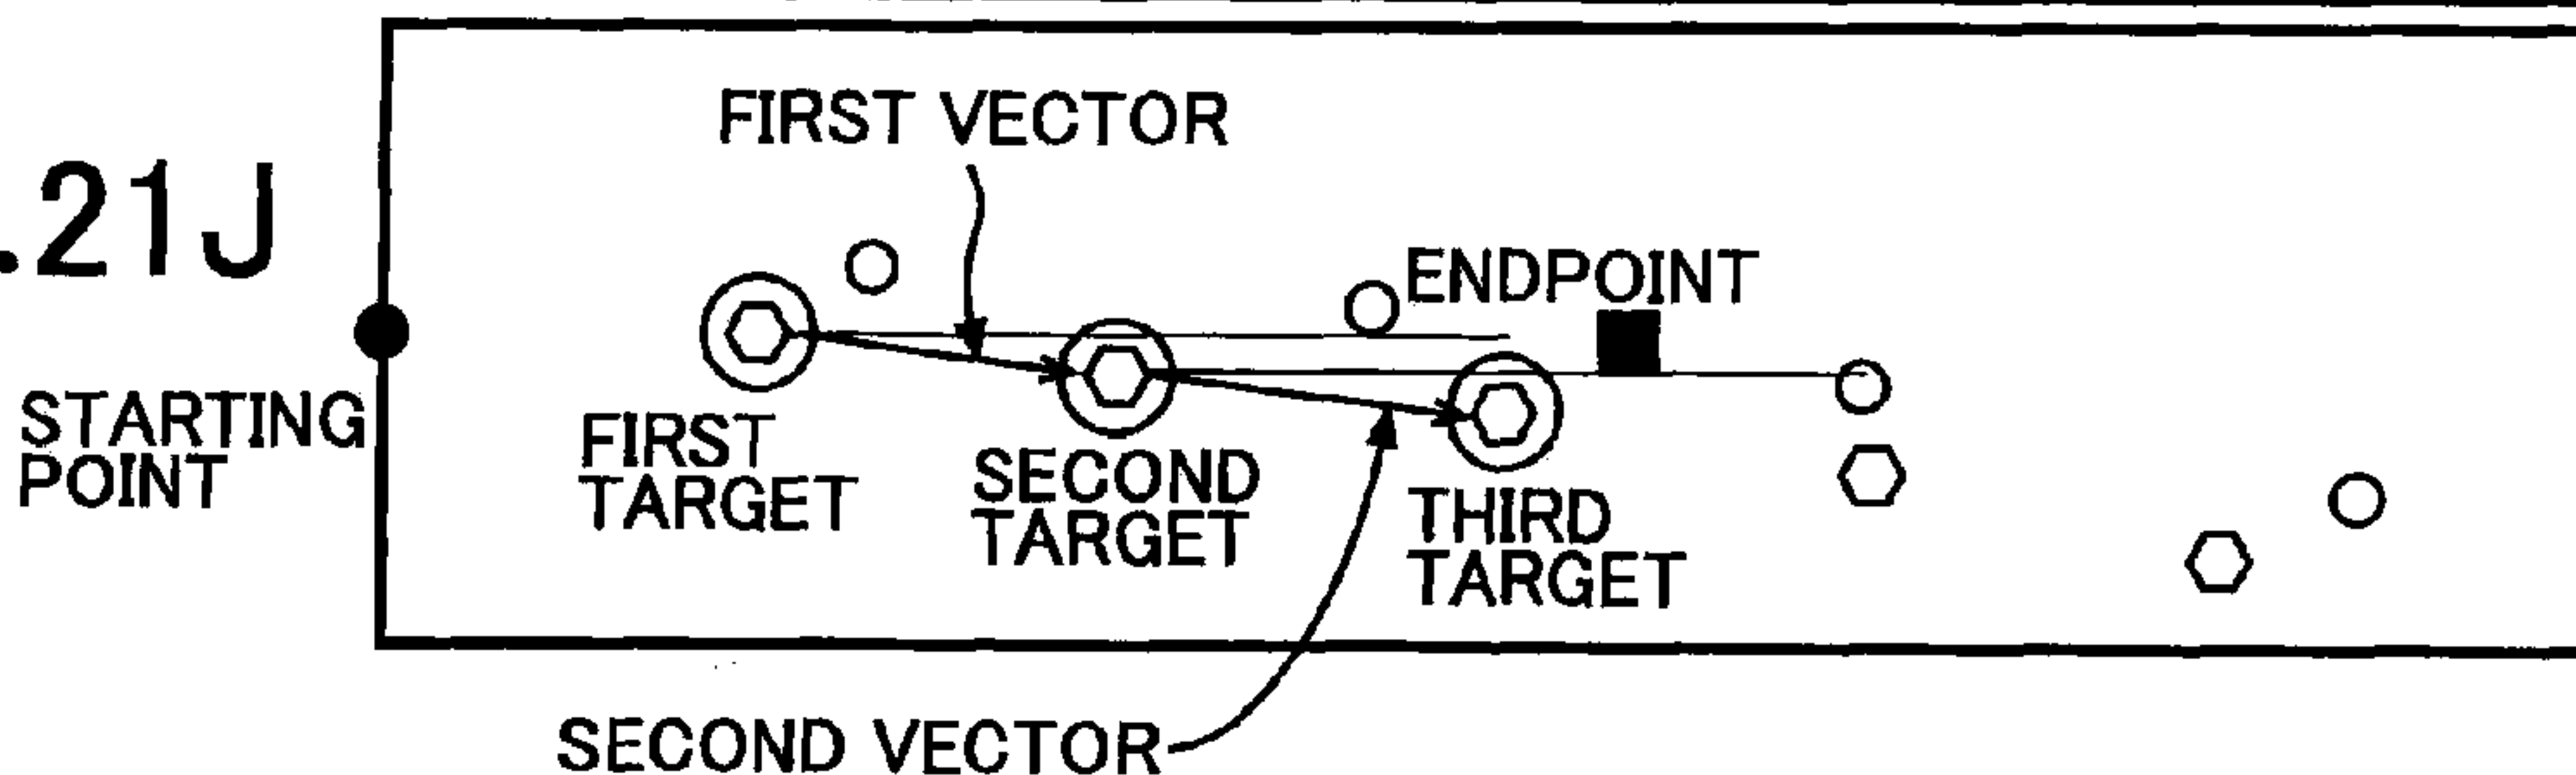 .21J
FIRST VECTOR
ENDPOINT
STARTING
POINT
FIRST
TARGET
SECOND
TARGET
THIRD
TARGET
SECOND VECTOR